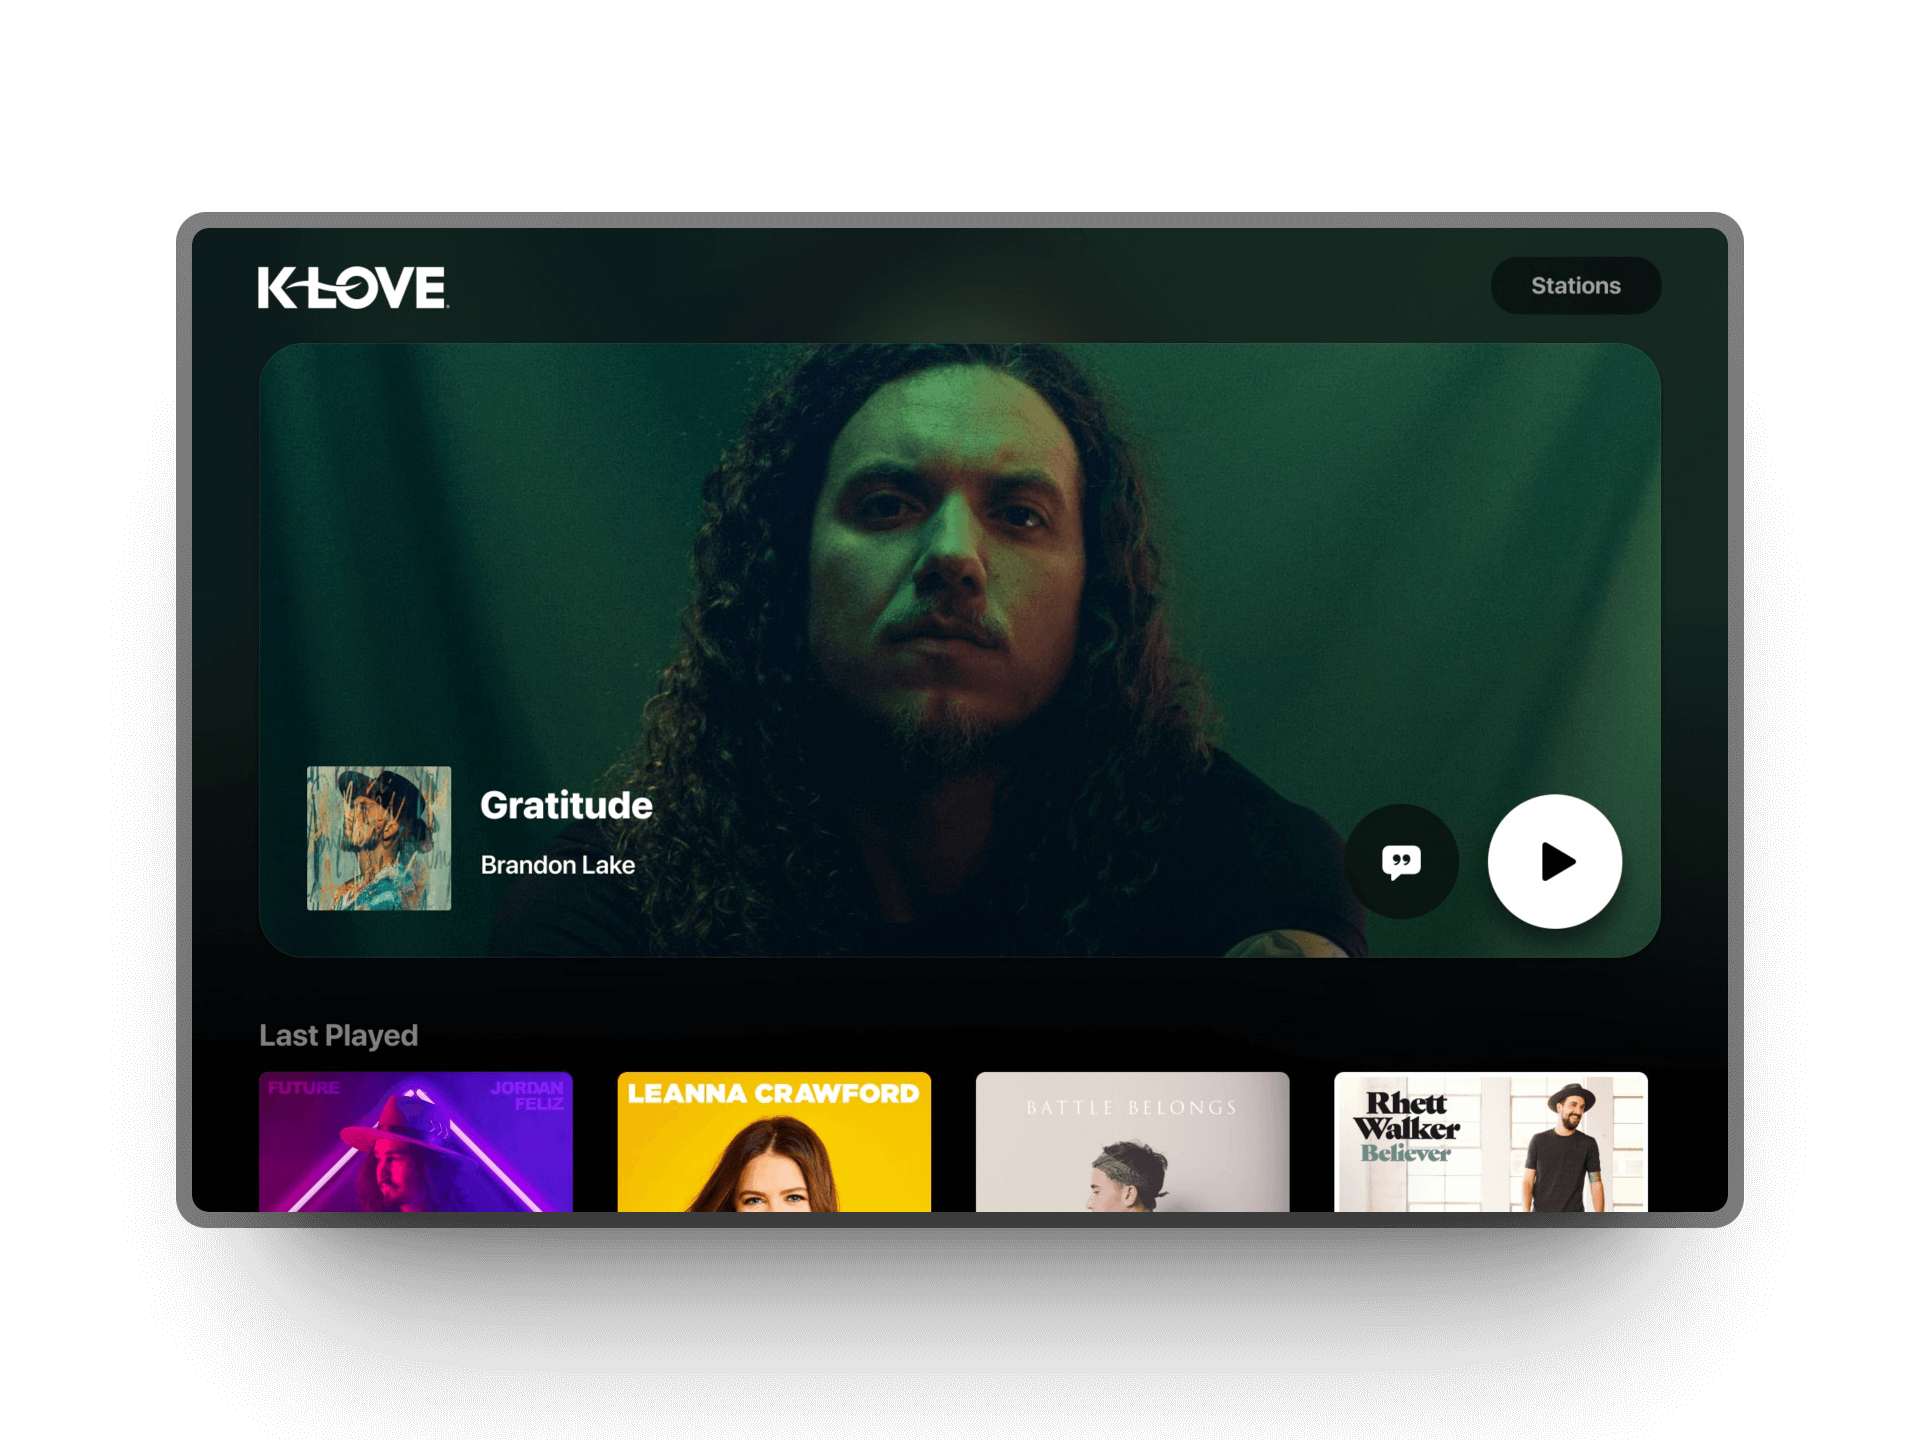 K-LOVE
Stations
Gratitude
Brandon Lake
Last Played
FUTURE
JORDAN
FELIZ
LEANNA CRAWFORD
BATTLE BELONGS
Rhett
Walker
Believer